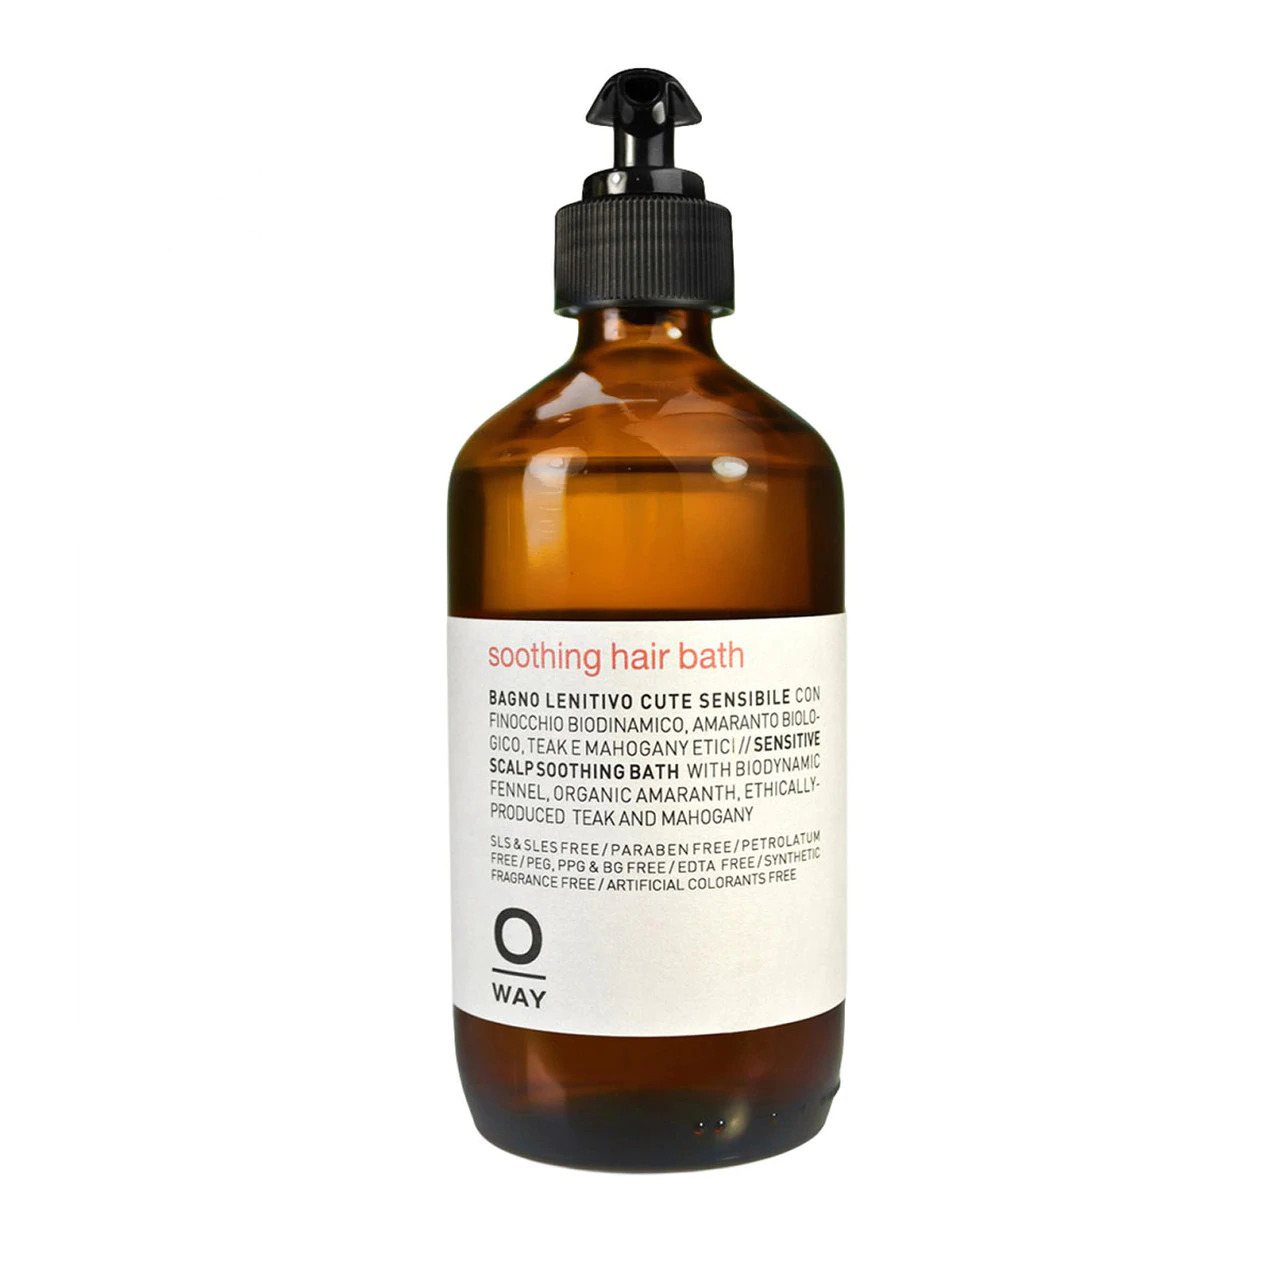 soothing hair bath
BAGNO LENITIVO CUTE SENSIBILE CON
FINOCCHIO BIODINAMICO, AMARANTO BIOLO-
GICO, TEAK E MAHOGANY ETICI // SENSITIVE
SCALP SOOTHING BATH WITH BIODYNAMIC
FENNEL, ORGANIC AMARANTH, ETHICALLY-
PRODUCED TEAK AND MAHOGANY
SLS & SLES FREE / PARABEN FREE / PETROLATUM
FREE / PEG, PPG & BG FREE / EDTA FREE / SYNTHETIC
FRAGRANCE FREE / ARTIFICIAL COLORANTS FREE
O
WAY